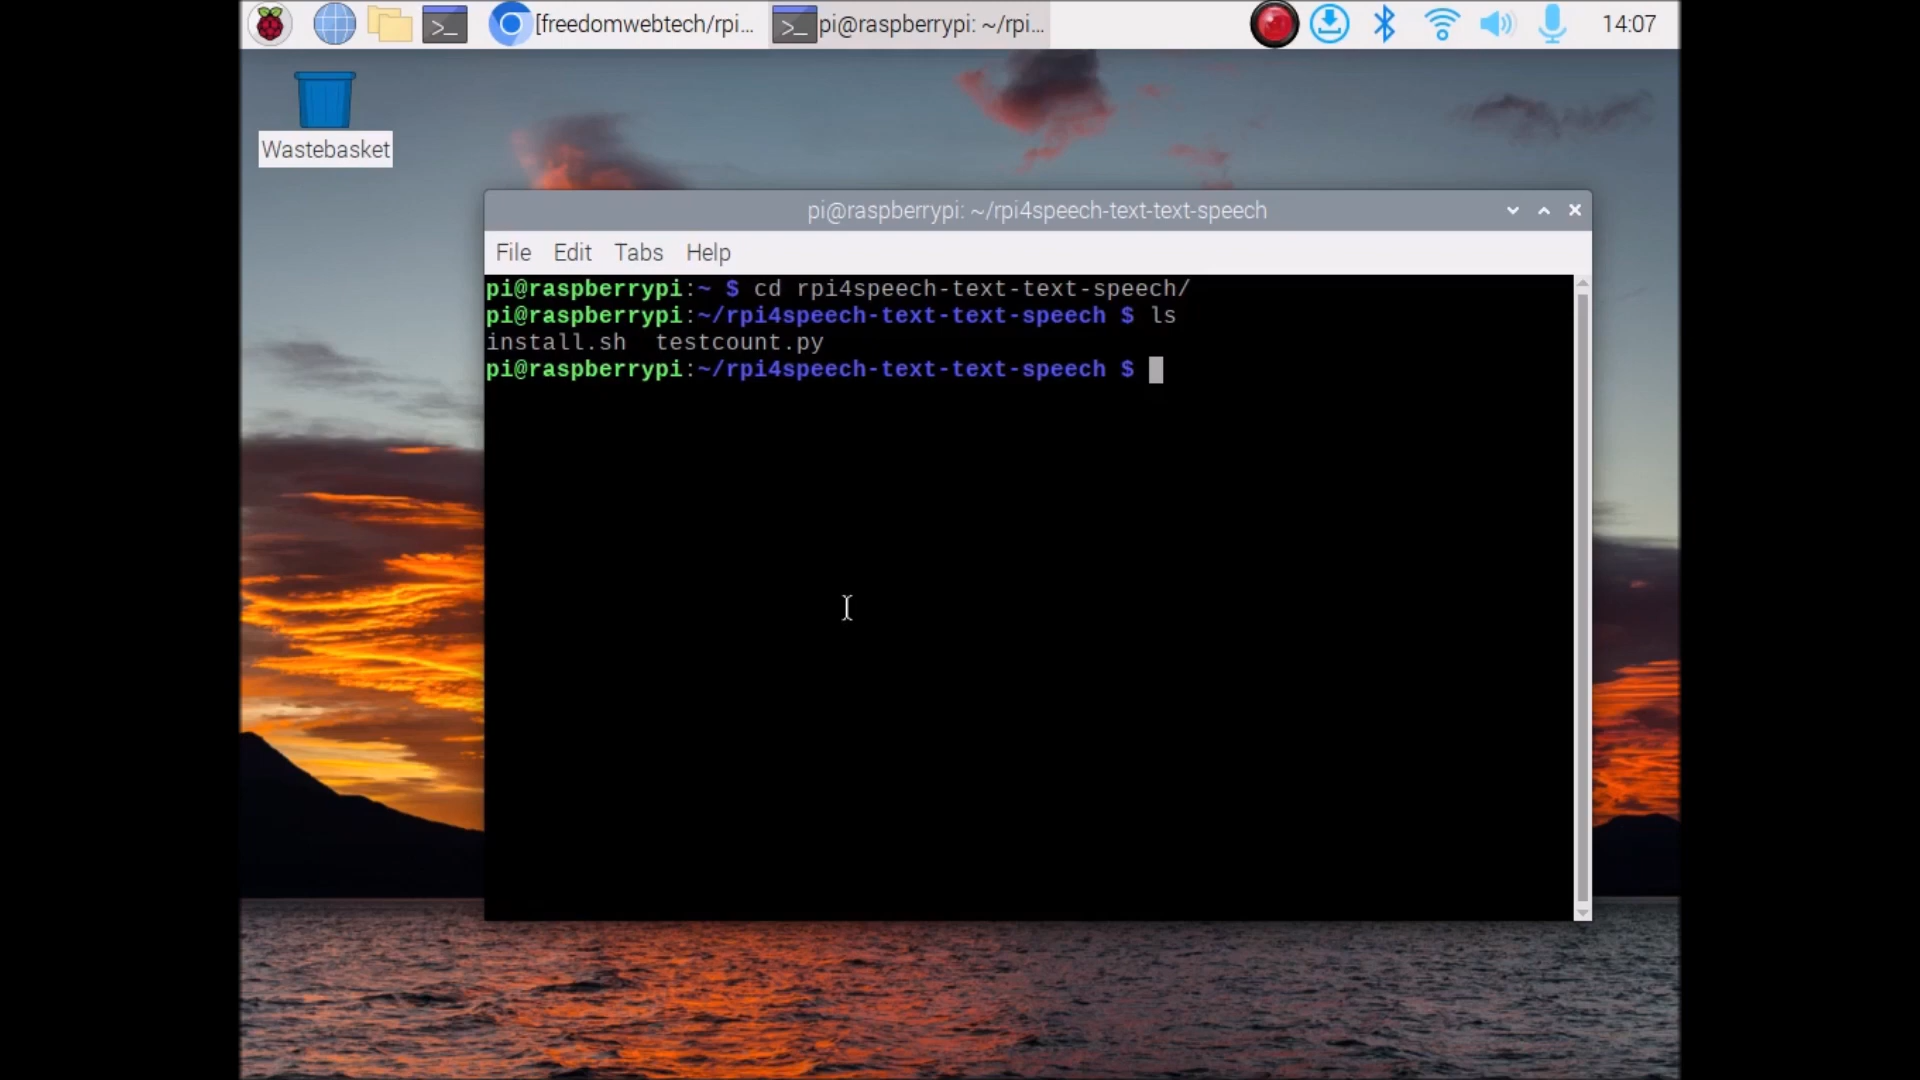 [freedomwebtech/rpi... pi@raspberrypi: ~/rpi... 14:07
Wastebasket
pi@raspberrypi: ~/rpi4speech-text-text-speech
File Edit Tabs Help
pi@raspberrypi:~ $ cd rpi4speech-text-text-speech/
pi@raspberrypi:~/rpi4speech-text-text-speech $ ls
install.sh  testcount.py
pi@raspberrypi:~/rpi4speech-text-text-speech $